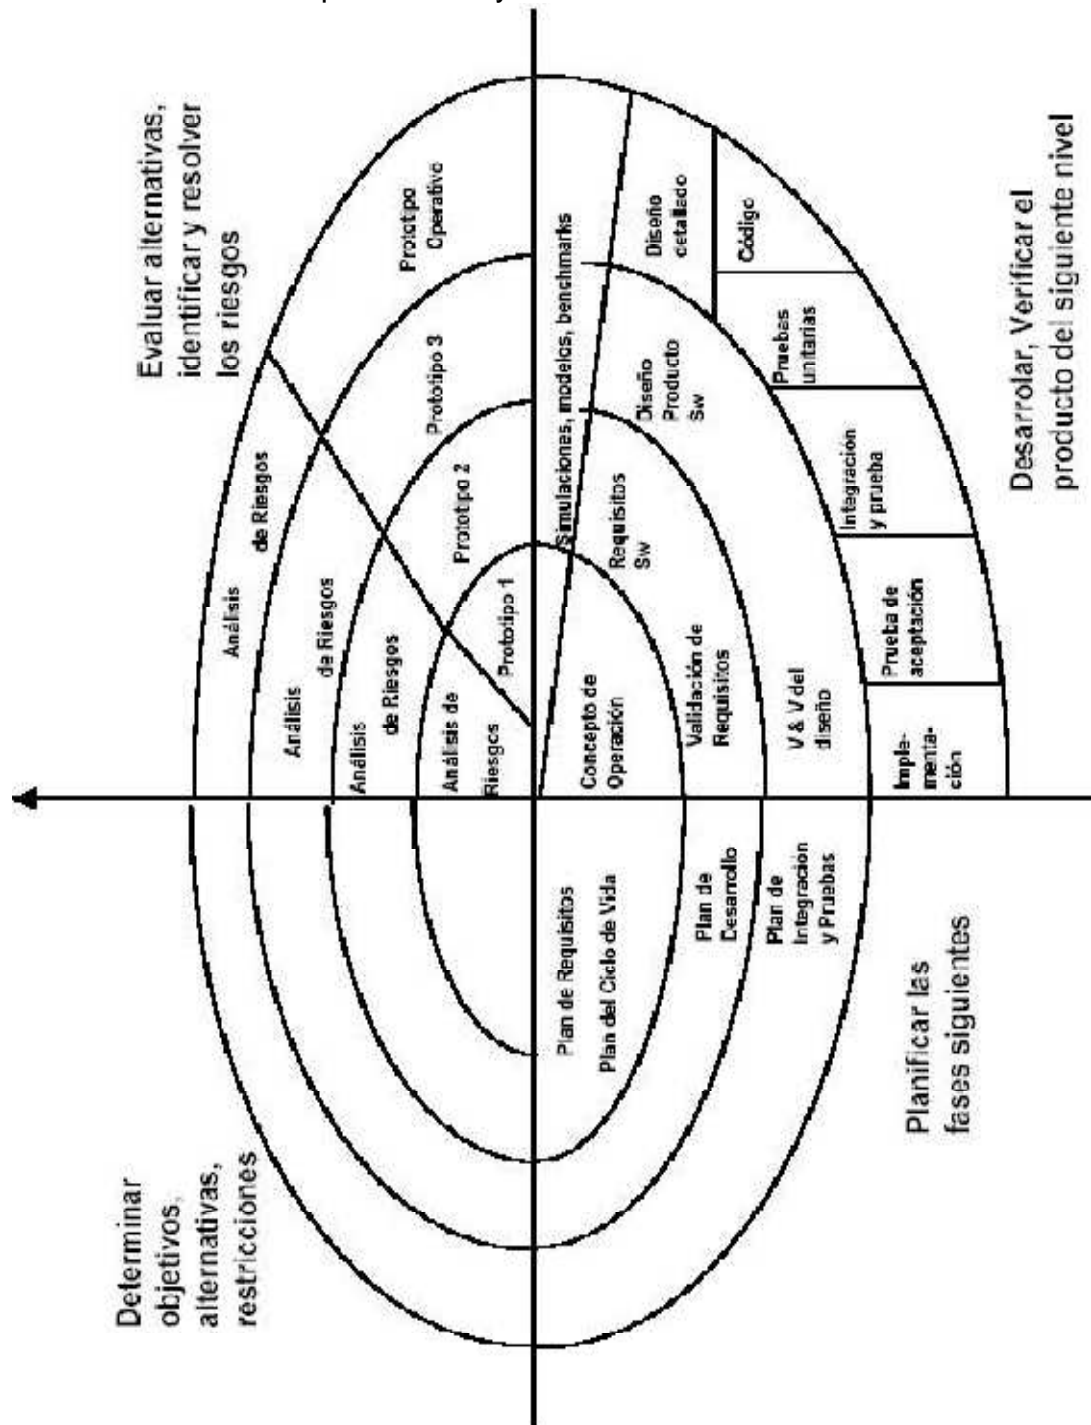 Determinar
objetivos,
alternativas,
restricciones
Evaluar alternativas,
identificar y resolver
los riesgos
Análisis
de Riesgos
Análisis
de Riesgos
Análisis
de Riesgos
Análisis de
Riesgos
Prototipo 1
Prototipo 2
Prototipo 3
Prototipo
Operativo
Simulaciones, modelos, benchmarks
Concepto de
Operación
Requisitos
Sw
Diseño
Producto
Sw
Diseño
detallado
Validación de
Requisitos
V & V del
diseño
Código
Pruebas
unitarias
Integración
y prueba
Prueba de
aceptación
Imple-
menta-
ción
Plan de Requisitos
Plan del Ciclo de Vida
Plan de
Desarrollo
Plan de
Integración
y Pruebas
Planificar las
fases siguientes
Desarrolar, Verificar el
producto del siguiente nivel